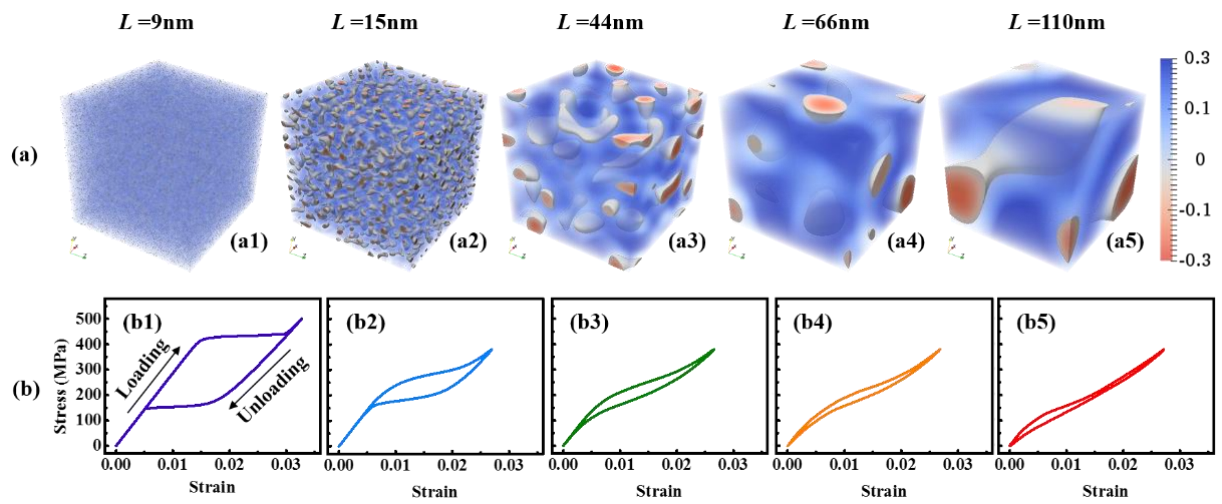 L =9nm L =15nm L =44nm L =66nm L =110nm
0.3
0.1
0
-0.1
-0.3
(a)
(a1) (a2) (a3) (a4) (a5)
(b)
Stress (MPa)
500
400
300
200
100
0
(b1) (b2) (b3) (b4) (b5)
Loading
Unloading
0.00 0.01 0.02 0.03 0.00 0.01 0.02 0.03 0.00 0.01 0.02 0.03 0.00 0.01 0.02 0.03 0.00 0.01 0.02 0.03
Strain Strain Strain Strain Strain